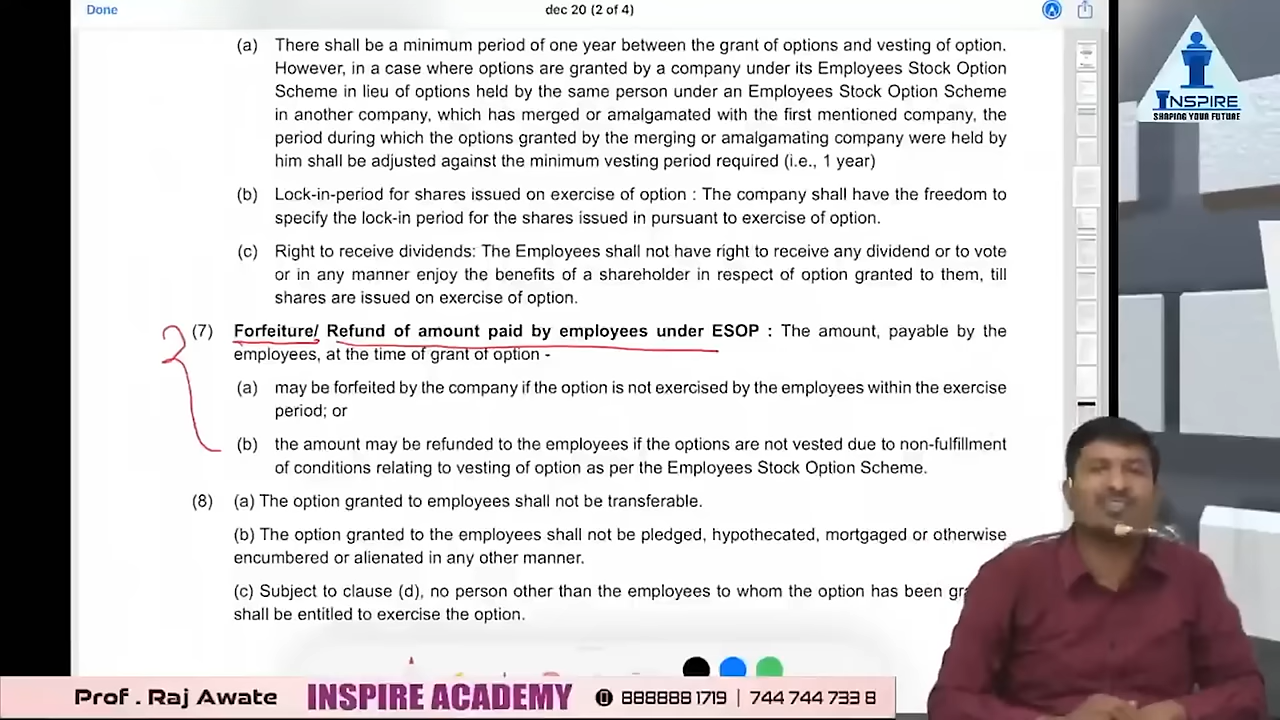 Done
dec 20 (2 of 4)
(a) There shall be a minimum period of one year between the grant of options and vesting of option.
However, in a case where options are granted by a company under its Employees Stock Option
Scheme in lieu of options held by the same person under an Employees Stock Option Scheme
in another company, which has merged or amalgamated with the first mentioned company, the
period during which the options granted by the merging or amalgamating company were held by
him shall be adjusted against the minimum vesting period required (i.e., 1 year)
(b) Lock-in-period for shares issued on exercise of option : The company shall have the freedom to
specify the lock-in period for the shares issued in pursuant to exercise of option.
(c) Right to receive dividends: The Employees shall not have right to receive any dividend or to vote
or in any manner enjoy the benefits of a shareholder in respect of option granted to them, till
shares are issued on exercise of option.
(7) Forfeiture/ Refund of amount paid by employees under ESOP : The amount, payable by the
employees, at the time of grant of option -
(a) may be forfeited by the company if the option is not exercised by the employees within the exercise
period; or
(b) the amount may be refunded to the employees if the options are not vested due to non-fulfillment
of conditions relating to vesting of option as per the Employees Stock Option Scheme.
(8) (a) The option granted to employees shall not be transferable.
(b) The option granted to the employees shall not be pledged, hypothecated, mortgaged or otherwise
encumbered or alienated in any other manner.
(c) Subject to clause (d), no person other than the employees to whom the option has been
shall be entitled to exercise the option.
INSPIRE
SHAPING YOUR FUTURE
Prof . Raj Awate INSPIRE ACADEMY 888888 1719 | 744 744 733 8